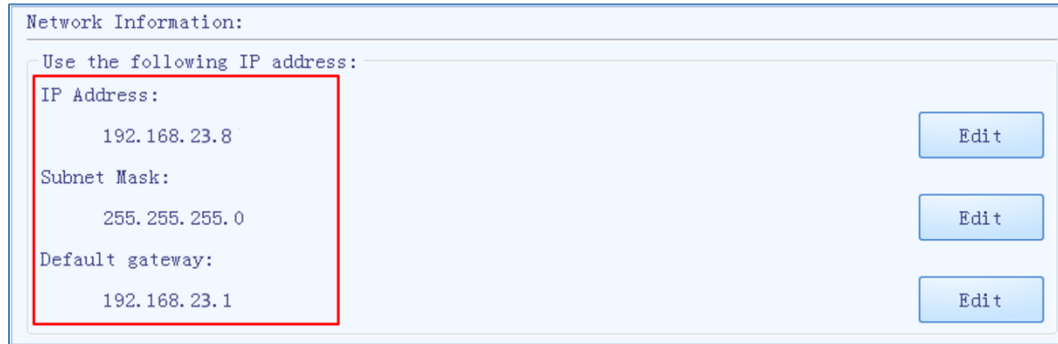 Network Information:
Use the following IP address:
IP Address:
192.168.23.8
Edit
Subnet Mask:
255.255.255.0
Edit
Default gateway:
192.168.23.1
Edit